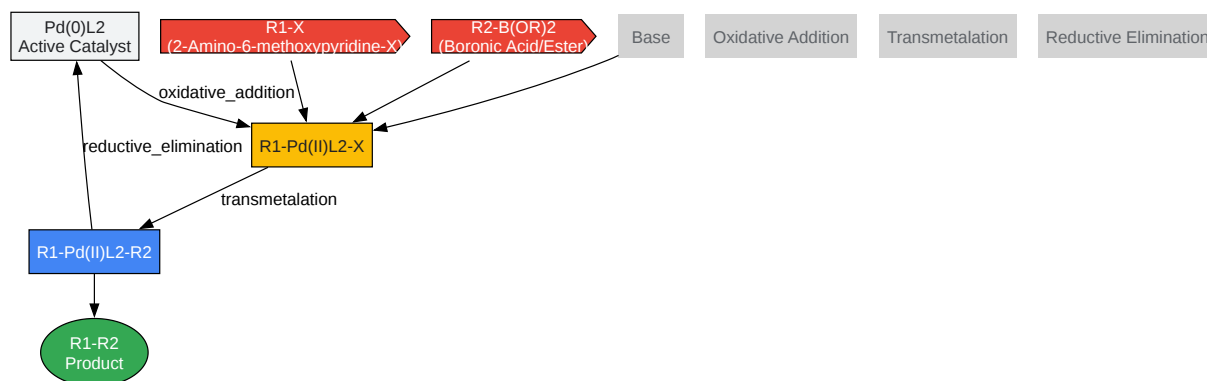 Pd(0)L2
Active Catalyst
R1-X
(2-Amino-6-methoxypyridine-X)
R2-B(OR)2
(Boronic Acid/Ester)
Base
Oxidative Addition
Transmetalation
Reductive Elimination
oxidative_addition
reductive_elimination
R1-Pd(II)L2-X
transmetalation
R1-Pd(II)L2-R2
R1-R2
Product